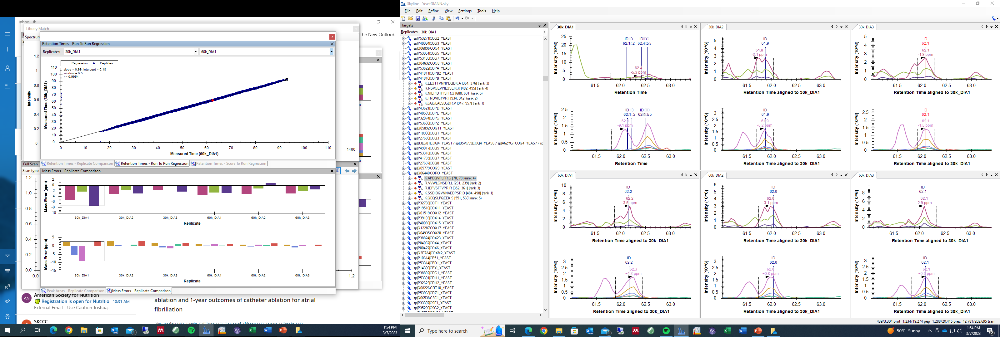 Inbox - jh
the New Outlook
Library Match
Spectrum
Retention Times - Run To Run Regression
Replicates: 30k_DIA1 60k_DIA1
Regression Peptides
slope = 0.99, intercept = 0.18
window = 6.5
r = 0.9954
Measured Time (30k_DIA1)
110
100
90
80
70
60
50
40
30
20
10
0
0 10 20 30 40 50 60 70 80 90 100 110
Measured Time (60k_DIA1)
Intensity
1.2
1
0.8
0.6
0.4
0.2
0
1400
Retention Times - Replicate Comparison Retention Times - Run To Run Regression Retention Times - Score To Run Regression
Full Scan
Scan type:
1.2
1.0
0.8
0.6
0.4
0.2
0.0
0.0 1.2
Mass Errors - Replicate Comparison
Mass Error (ppm)
2
0
-2
-4
-6
-8
-10
30k_DIA1 30k_DIA2 30k_DIA3 60k_DIA1 60k_DIA2 60k_DIA3
Replicate
Mass Error (ppm)
5
0
-5
-10
-15
30k_DIA1 30k_DIA2 30k_DIA3 60k_DIA1 60k_DIA2 60k_DIA3
Replicate
Peak Areas - Replicate Comparison Mass Errors - Replicate Comparison
AN
American Society for Nutrition
Registration is open for Nutritio 10:31 AM
External Email - Use Caution Joshua,
SKCCC
ablation and 1-year outcomes of catheter ablation for atrial
fibrillation
1:54 PM
3/7/2023
Skyline - YeastDIANN.sky
File Edit Refine View Settings Tools Help
Targets
Replicates: 30k_DIA1
sp|P53271|COG2_YEAST
sp|P40094|COG3_YEAST
sp|Q06096|COG4_YEAST
sp|P53951|COG5_YEAST
sp|P53195|COG7_YEAST
sp|Q04632|COG8_YEAST
sp|P53622|COPA_YEAST
sp|P41811|COPB2_YEAST
sp|P41810|COPB_YEAST
K.ELQTTVVNNPDQDK.A [364, 376] (rank 3)
R.NSVGEVPILQSEIK.K [482, 495] (rank 4)
K.NIEPIDTPISFR.Q [680, 691] (rank 5)
K.TNDVIGYVR.I [934, 942] (rank 2)
K.GQGLALSLGDR.V [947, 957] (rank 1)
sp|P43621|COPD_YEAST
sp|P40509|COPE_YEAST
sp|P32074|COPG_YEAST
sp|P53600|COPZ_YEAST
sp|Q05892|COQ11_YEAST
sp|P18900|COQ1_YEAST
sp|P27680|COQ3_YEAST
sp|B3LG81|COQ4_YEAS1 / sp|B5VG95|COQ4_YEAS6 / sp|A6ZYG1|COQ4_YEAS7 / sp
sp|P49017|COQ5_YEAST
sp|P53318|COQ6_YEAST
sp|P41735|COQ7_YEAST
sp|P27697|COQ8_YEAST
sp|Q05779|COQ9_YEAST
sp|Q06440|CORO_YEAST
K.APDQVPLFR.G [70, 78] (rank 4)
R.VVWLGNSDR.L [231, 239] (rank 2)
R.IEPVSFFVPR.R [352, 361] (rank 3)
K.SSDIDQVNNAEDPSR.D [484, 498] (rank 1)
K.QEQSLPQEEK.S [551, 560] (rank 5)
sp|P32798|COT1_YEAST
sp|P19516|COX11_YEAST
sp|Q01519|COX12_YEAST
sp|P39103|COX14_YEAST
sp|P40086|COX15_YEAST
sp|Q12287|COX17_YEAST
sp|Q04935|COX20_YEAST
sp|P38824|COX23_YEAST
sp|P04037|COX4_YEAST
sp|P00427|COX6_YEAST
sp|Q3E7A4|COXM2_YEAST
sp|P10614|CP51_YEAST
sp|P53314|CPD1_YEAST
sp|P14306|CPYI_YEAST
sp|P38892|CRG1_YEAST
sp|P53301|CRH1_YEAST
sp|P32623|CRH2_YEAST
sp|Q08226|CRT10_YEAST
sp|P53968|CRZ1_YEAST
sp|Q06538|CSC1_YEAST
sp|P33307|CSE1_YEAST
sp|P35206|CSG2_YEAST
30k_DIA1
Intensity (10^6)
25
20
15
10
5
0
ID
62.1
62.4
-5.3 ppm
61.5 62.0 62.5 63.0
Retention Time
2.5
2
1.5
1
0.5
0
Intensity (10^6)
ID
62.1
62.1
-9.1 ppm
61.5 62.0 62.5 63.0
Retention Time
30k_DIA2
Intensity (10^6)
5
4
3
2
1
0
ID
61.9
61.8
-3.1 ppm
61.5 62.0 62.5 63.0
Retention Time aligned to 30k_DIA1
Intensity (10^6)
3
2.5
2
1.5
1
0.5
0
ID
61.9
61.9
-0.2 ppm
61.5 62.0 62.5 63.0
Retention Time aligned to 30k_DIA1
30k_DIA3
Intensity (10^6)
5
4
3
2
1
0
ID
62.1
62.1
-1.8 ppm
61.5 62.0 62.5 63.0
Retention Time aligned to 30k_DIA1
Intensity (10^6)
2.5
2
1.5
1
0.5
0
ID
62.1
62.1
-1.5 ppm
61.5 62.0 62.5 63.0
Retention Time aligned to 30k_DIA1
60k_DIA1
Intensity (10^6)
10
8
6
4
2
0
ID
62.2
62.2
-3.5 ppm
61.5 62.0 62.5 63.0
Retention Time aligned to 30k_DIA1
Intensity (10^6)
3
2.5
2
1.5
1
0.5
0
ID
62.2
62.3
+1.3 ppm
61.5 62.0 62.5 63.0
Retention Time aligned to 30k_DIA1
60k_DIA2
Intensity (10^6)
6
5
4
3
2
1
0
ID
62.0
62.0
-3.1 ppm
61.5 62.0 62.5 63.0
Retention Time aligned to 30k_DIA1
Intensity (10^6)
3
2.5
2
1.5
1
0.5
0
ID
62.0
62.0
+0.8 ppm
61.5 62.0 62.5 63.0
Retention Time aligned to 30k_DIA1
60k_DIA3
Intensity (10^6)
8
6
4
2
0
ID
62.1
62.1
-2.9 ppm
61.5 62.0 62.5 63.0
Retention Time aligned to 30k_DIA1
Intensity (10^6)
3
2.5
2
1.5
1
0.5
0
ID
62.1
62.1
+0.6 ppm
61.5 62.0 62.5 63.0
Retention Time aligned to 30k_DIA1
439/3,304 prot 1,234/19,274 pep 1,288/20,415 prec 12,781/202,695 tran
Type here to search
50°F Sunny
1:54 PM
3/7/2023